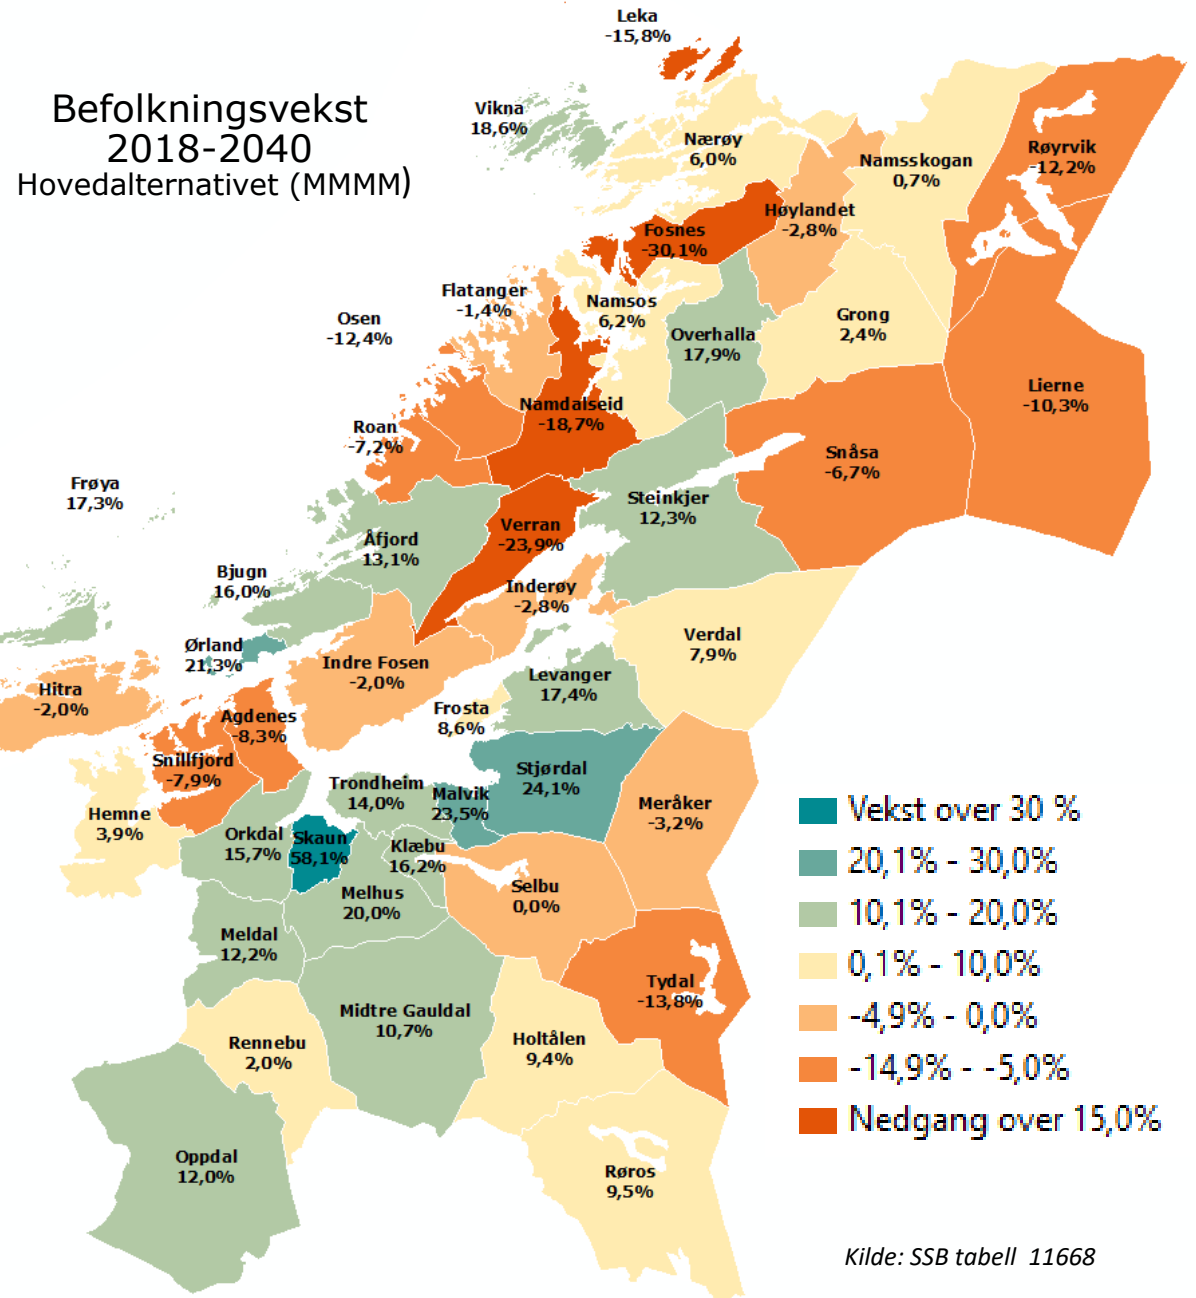 Befolkningsvekst
2018-2040
Hovedalternativet (MMMM)
Leka
-15,8%
Vikna
18,6%
Nærøy
6,0%
Namsskogan
0,7%
Røyrvik
-12,2%
Høylandet
-2,8%
Fosnes
-30,1%
Flatanger
-1,4%
Namsos
6,2%
Osen
-12,4%
Overhalla
17,9%
Grong
2,4%
Lierne
-10,3%
Namdalseid
-18,7%
Roan
-7,2%
Snåsa
-6,7%
Frøya
17,3%
Steinkjer
12,3%
Verran
-23,9%
Åfjord
13,1%
Bjugn
16,0%
Inderøy
-2,8%
Ørland
21,3%
Verdal
7,9%
Indre Fosen
-2,0%
Levanger
17,4%
Hitra
-2,0%
Frosta
8,6%
Agdenes
-8,3%
Snillfjord
-7,9%
Stjørdal
24,1%
Trondheim
14,0%
Malvik
23,5%
Meråker
-3,2%
Hemne
3,9%
Orkdal
15,7%
Skaun
58,1%
Klæbu
16,2%
Selbu
0,0%
Melhus
20,0%
Meldal
12,2%
Tydal
-13,8%
Midtre Gauldal
10,7%
Rennebu
2,0%
Holtålen
9,4%
Oppdal
12,0%
Røros
9,5%
Vekst over 30 %
20,1% - 30,0%
10,1% - 20,0%
0,1% - 10,0%
-4,9% - 0,0%
-14,9% - -5,0%
Nedgang over 15,0%
Kilde: SSB tabell 11668